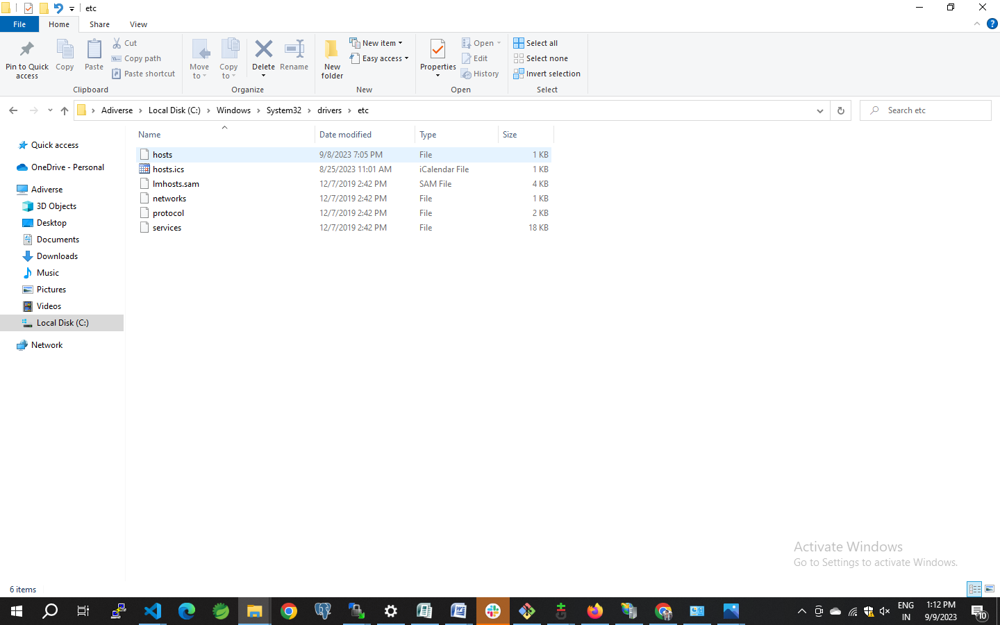 etc
File Home Share View
Pin to Quick access
Copy
Paste
Cut
Copy path
Paste shortcut
Clipboard
Move to
Copy to
Delete
Rename
Organize
New folder
New item
Easy access
New
Properties
Open
Edit
History
Open
Select all
Select none
Invert selection
Select
Adiverse > Local Disk (C:) > Windows > System32 > drivers > etc
Search etc
Quick access
OneDrive - Personal
Adiverse
3D Objects
Desktop
Documents
Downloads
Music
Pictures
Videos
Local Disk (C:)
Network
Name Date modified Type Size
hosts 9/8/2023 7:05 PM File 1 KB
hosts.ics 8/25/2023 11:01 AM iCalendar File 1 KB
lmhosts.sam 12/7/2019 2:42 PM SAM File 4 KB
networks 12/7/2019 2:42 PM File 1 KB
protocol 12/7/2019 2:42 PM File 2 KB
services 12/7/2019 2:42 PM File 18 KB
Activate Windows
Go to Settings to activate Windows.
6 items
ENG
IN
1:12 PM
9/9/2023
10